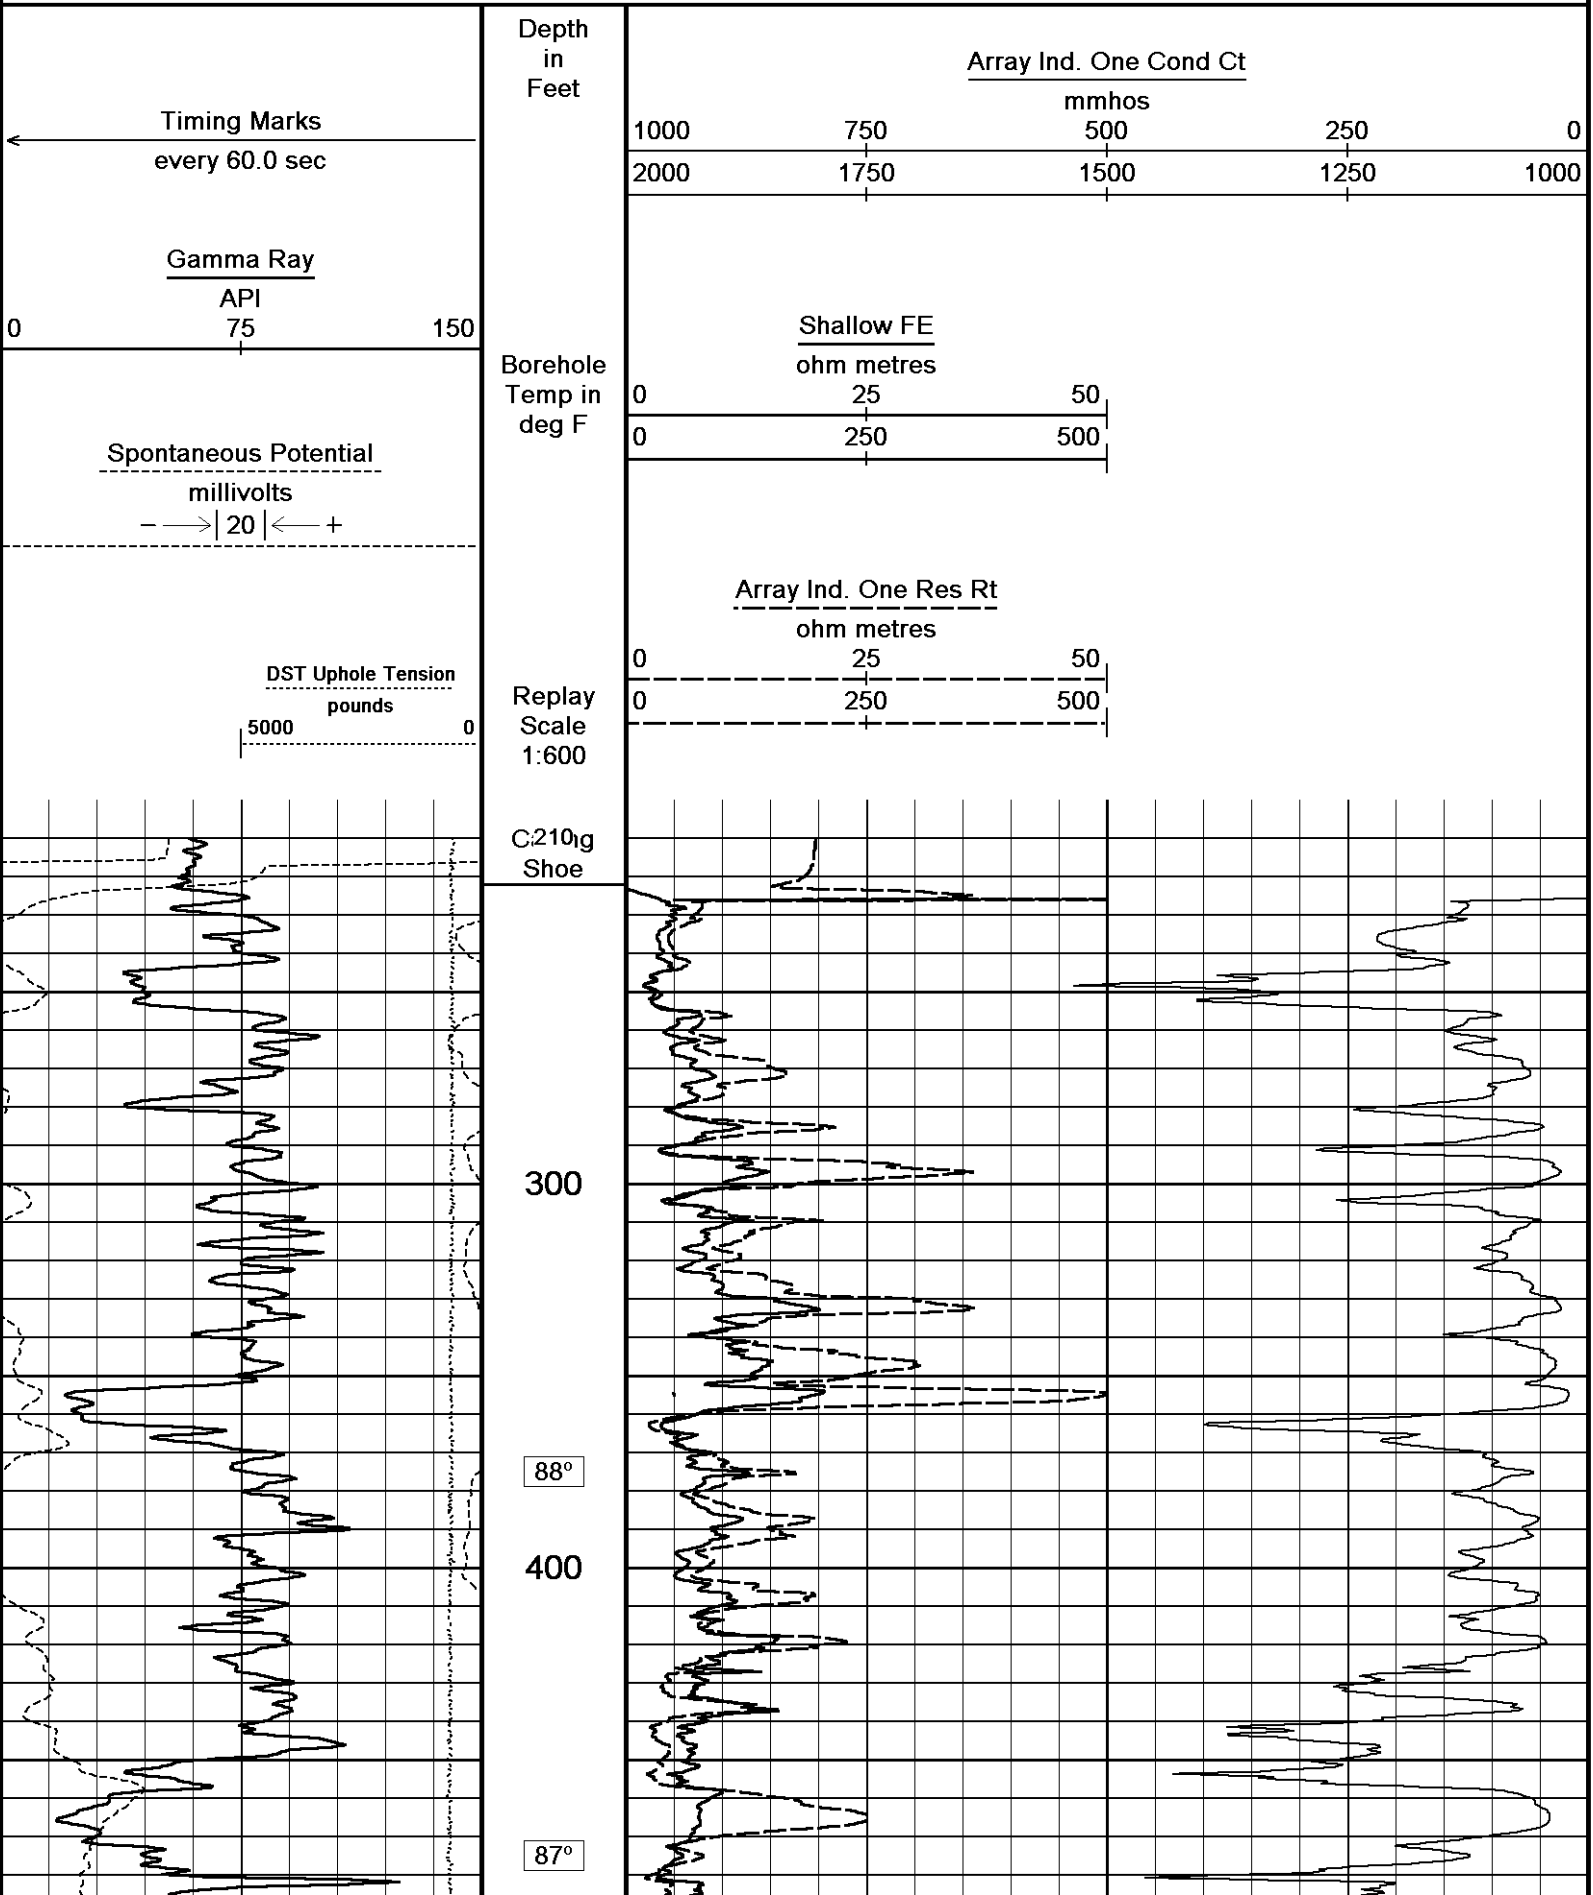 Timing Marks
every 60.0 sec
Gamma Ray
API
0 75 150
Spontaneous Potential
millivolts
− 20 +
DST Uphole Tension
pounds
5000 0
Depth
in
Feet
Borehole
Temp in
deg F
Replay
Scale
1:600
210
Shoe
300
88º
400
87º
Array Ind. One Cond Ct
mmhos
1000 750 500 250 0
2000 1750 1500 1250 1000
Shallow FE
ohm metres
0 25 50
0 250 500
Array Ind. One Res Rt
ohm metres
0 25 50
0 250 500